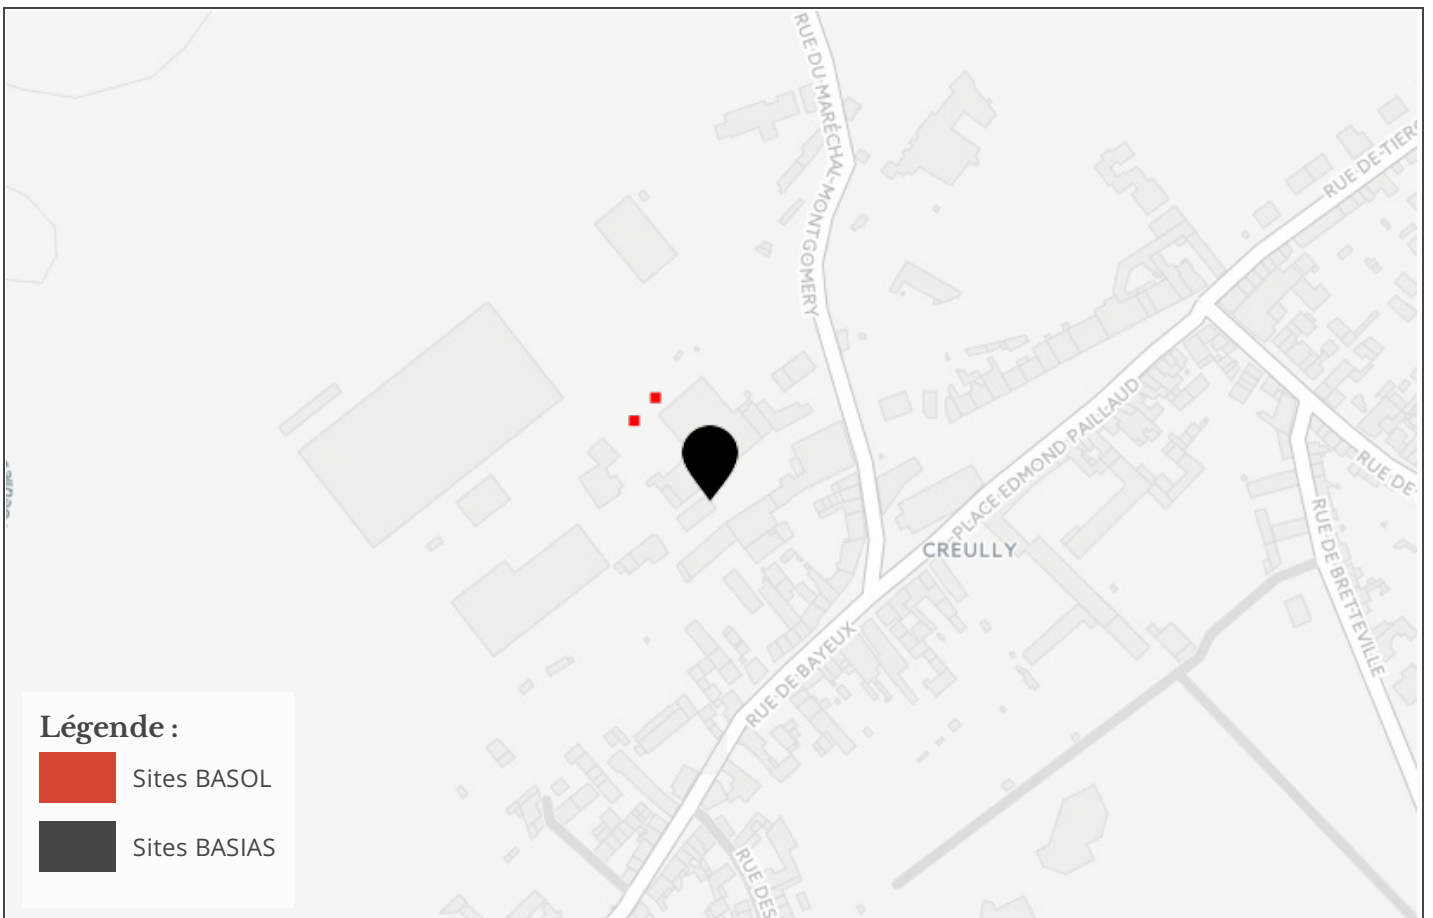 RUE DU MARÉCHAL MONTGOMERY
RUE DE TIER
PLACE EDMOND PAILLAUD
RUE DE
CREULLY
RUE DE BRETTEVILLE
RUE DE BAYEUX
Légende :
Sites BASOL
Sites BASIAS
RUE DES